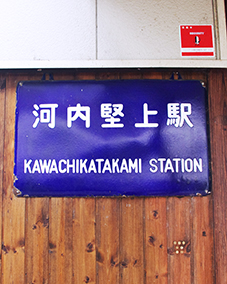 河内堅上駅
KAWACHIKATAKAMI STATION